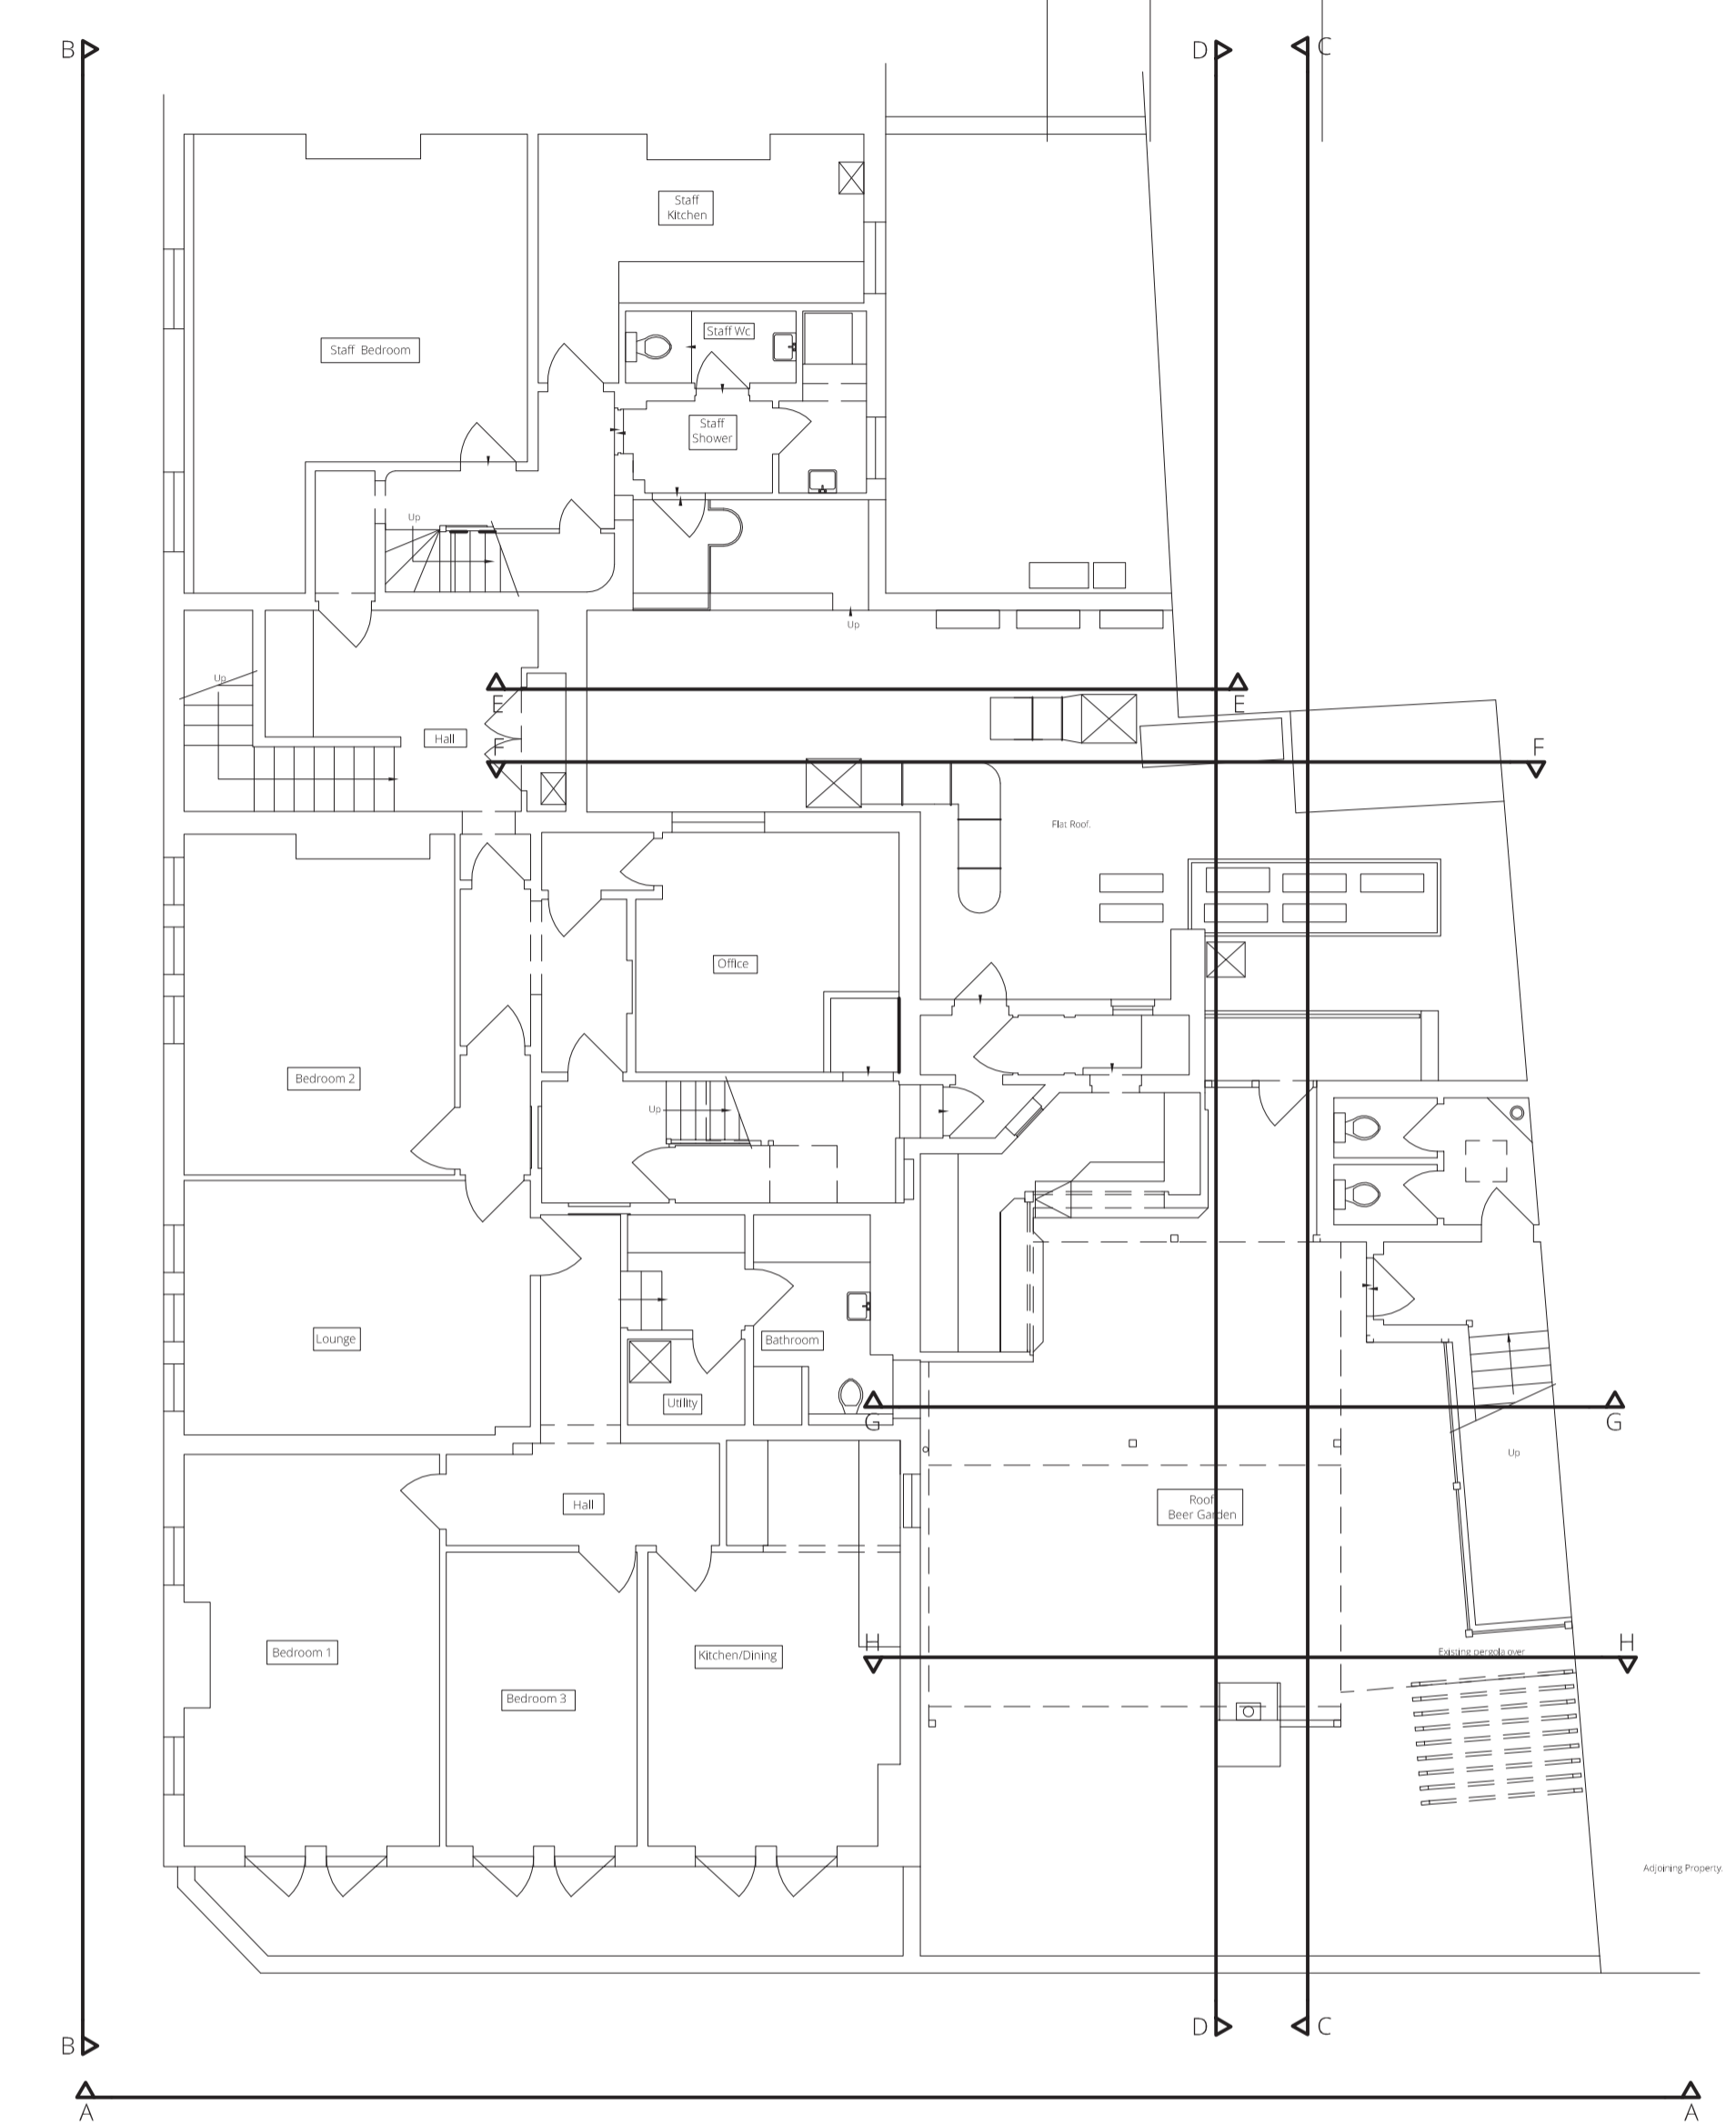 B
D
C
Staff
Kitchen
Staff Wc
Staff Bedroom
Staff
Shower
Up
Up
Up
E
E
Hall
F
F
Flat Roof.
Office
Bedroom 2
Up
Lounge
Bathroom
Utility
G
G
Up
Hall
Roof
Beer Garden
H
H
Existing pergola over
Bedroom 1
Kitchen/Dining
Bedroom 3
Adjoining Property.
D
C
B
A
A